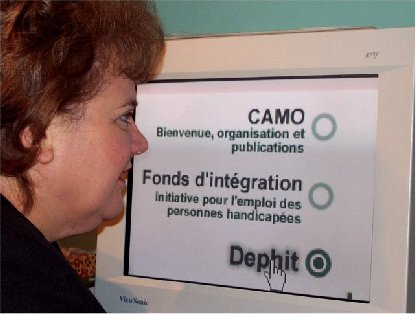 CAMO
Bienvenue, organisation et
publications
Fonds d'intégration
Initiative pour l'emploi des
personnes handicapées
Dephit
ViewSonic